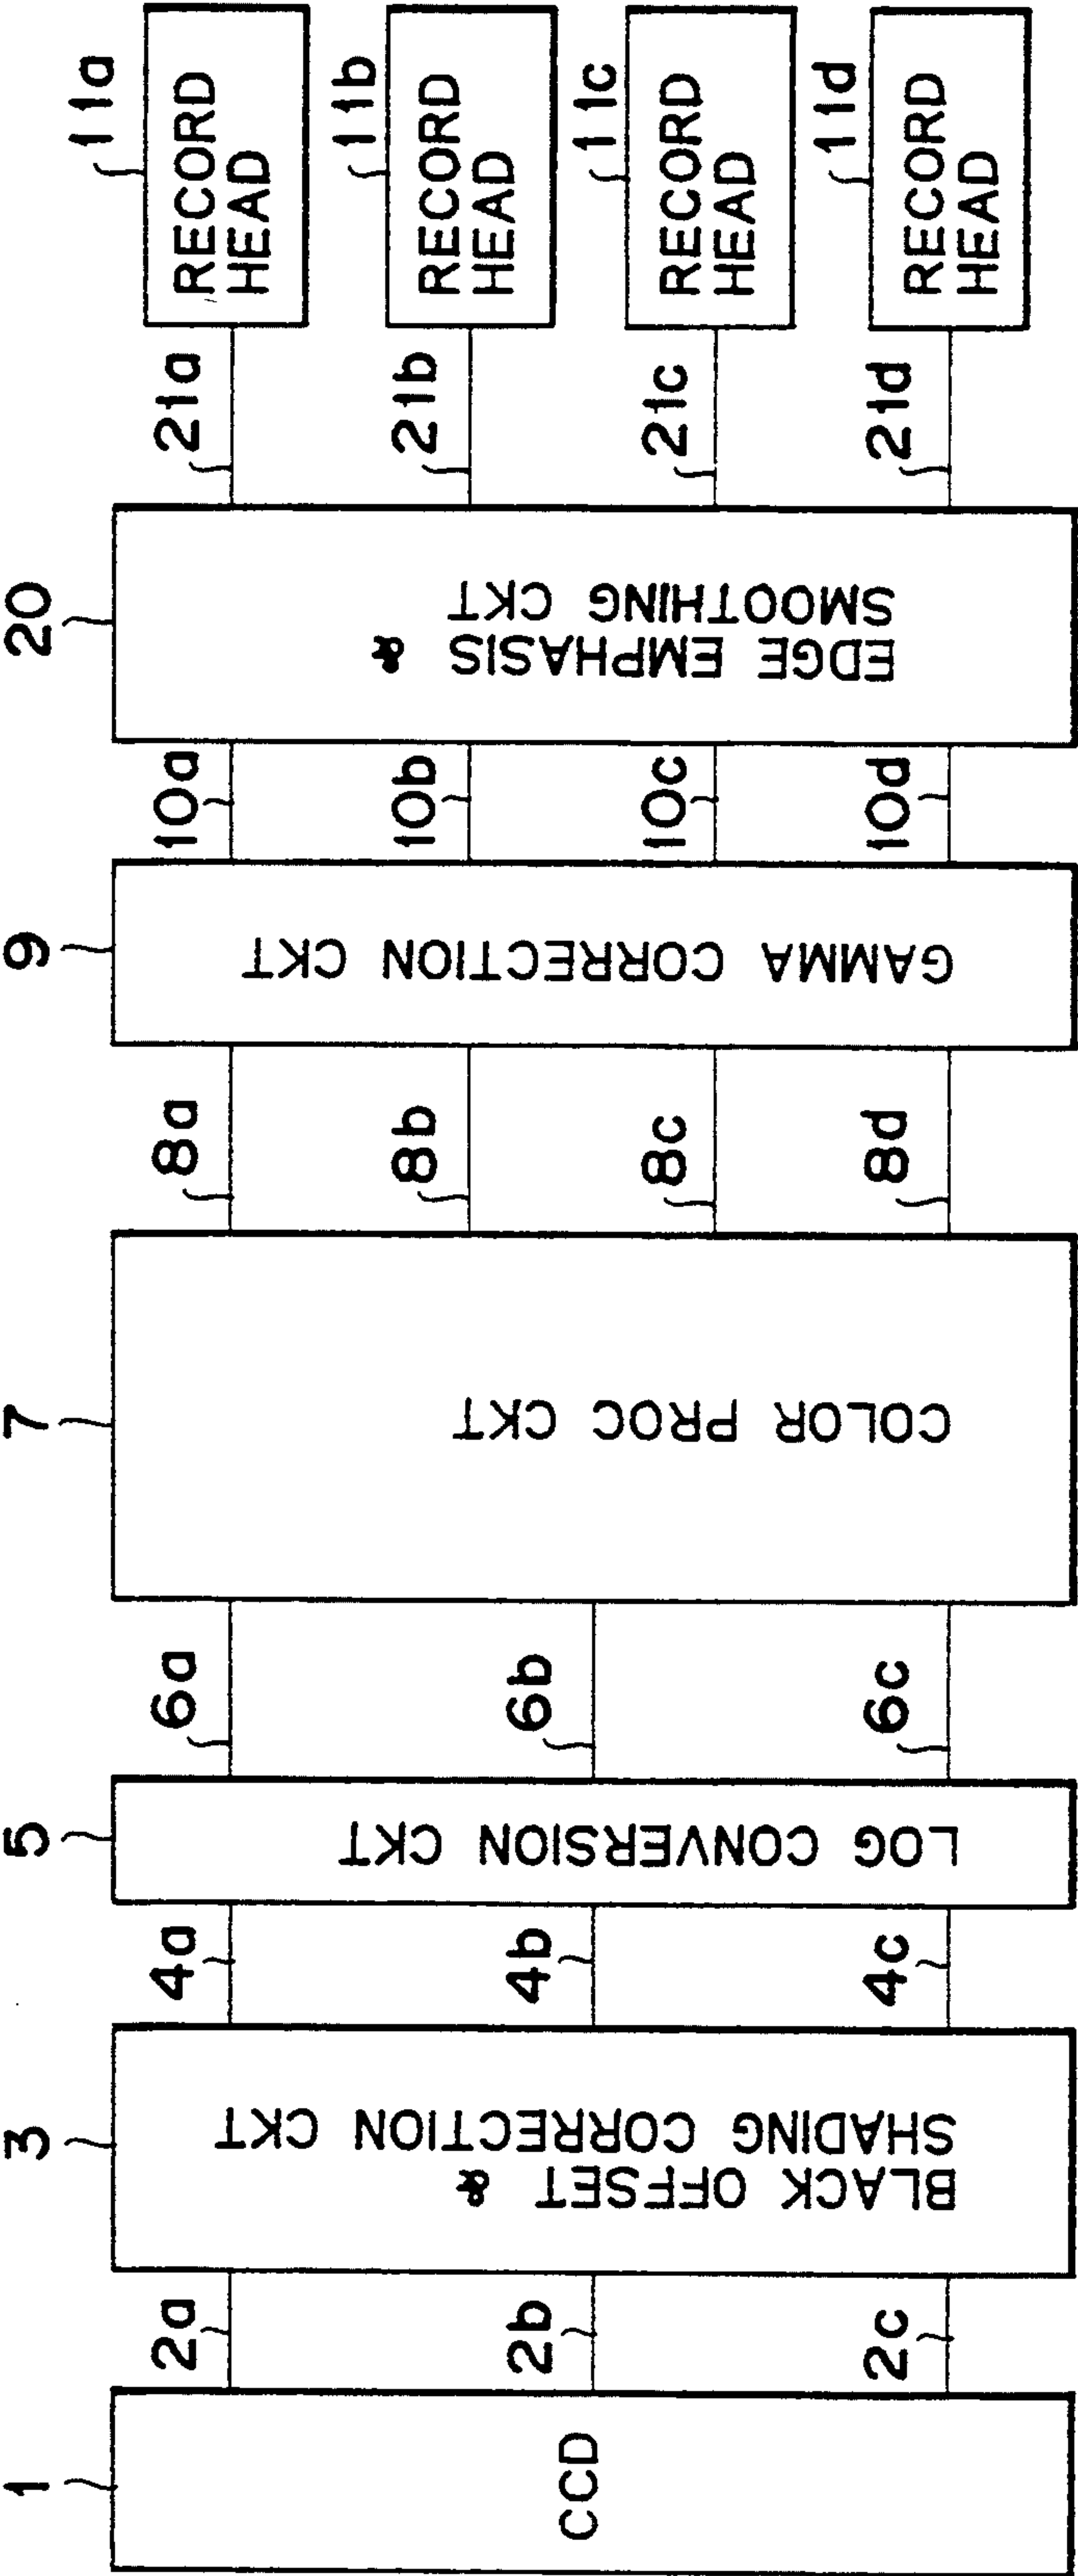 1
CCD
2a
2b
2c
3
BLACK OFFSET &
SHADING CORRECTION CKT
4a
4b
4c
5
LOG CONVERSION CKT
6a
6b
6c
7
COLOR PROC CKT
8a
8b
8c
8d
9
GAMMA CORRECTION CKT
10a
10b
10c
10d
20
EDGE EMPHASIS &
SMOOTHING CKT
21a
21b
21c
21d
11a
RECORD
HEAD
11b
RECORD
HEAD
11c
RECORD
HEAD
11d
RECORD
HEAD